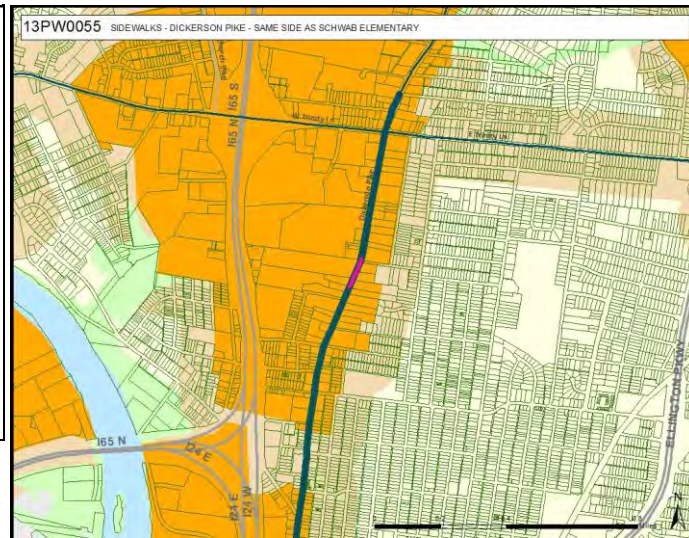 13PW0055 SIDEWALKS - DICKERSON PIKE - SAME SIDE AS SCHWAB ELEMENTARY
I65 N I65 S
W Trinity Ln
E Trinity Ln
Dickerson Pike
ELLINGTON PKWY
I65 N
I24 E
I24 E
I24 W
N
Miles